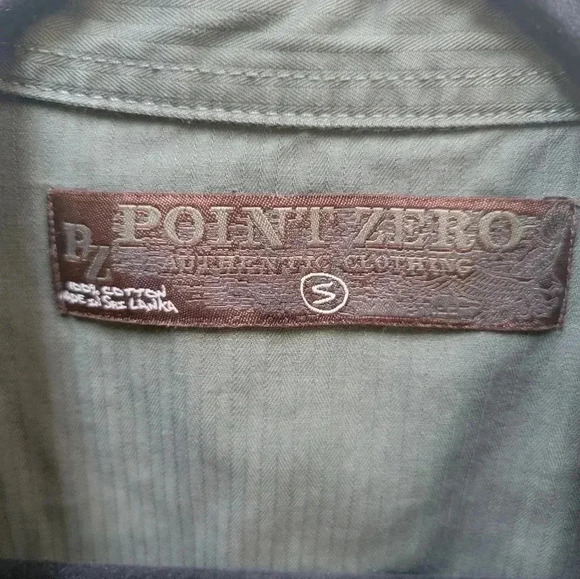 PZ
POINT ZERO
AUTHENTIC CLOTHING
S
100% COTTON
MADE IN SRI LANKA